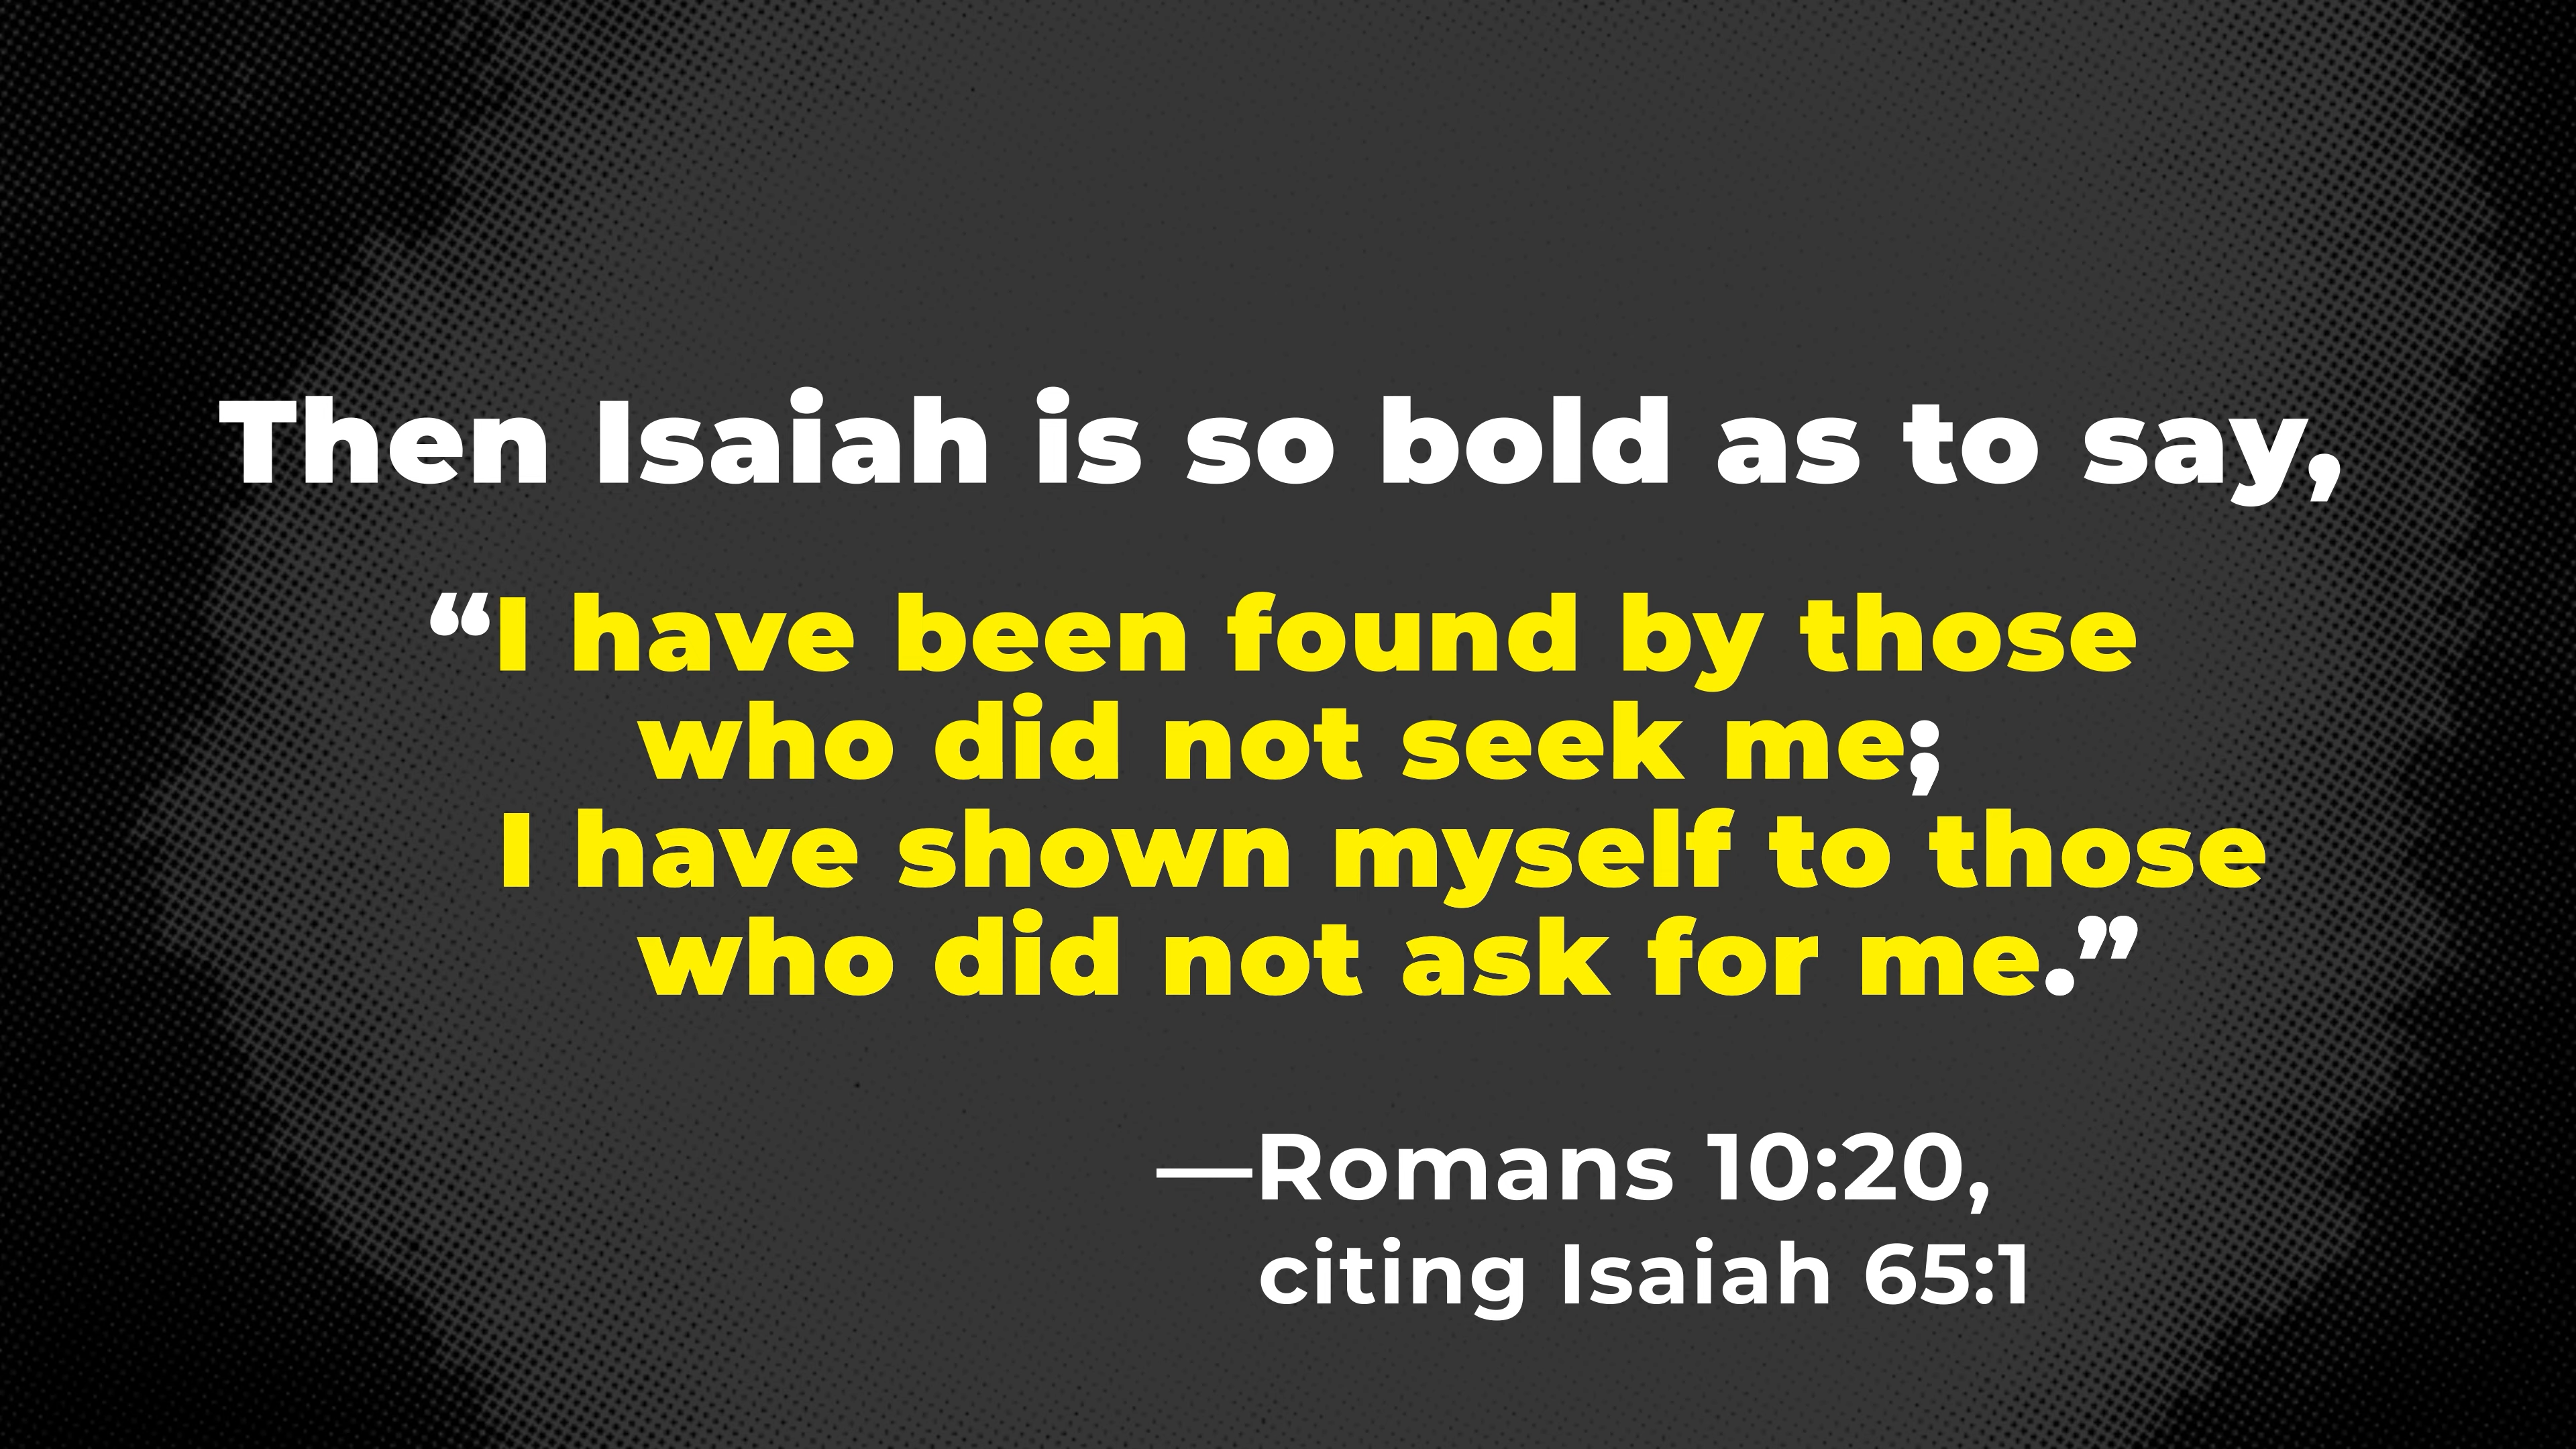 Then Isaiah is so bold as to say,
“I have been found by those
who did not seek me;
I have shown myself to those
who did not ask for me.”
—Romans 10:20,
citing Isaiah 65:1